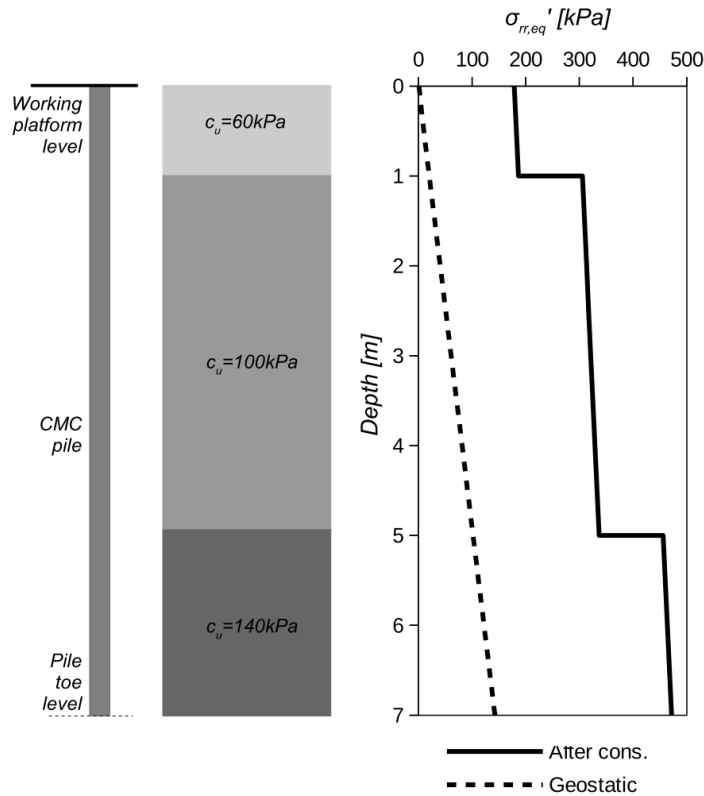 σrr,eq' [kPa]
0 100 200 300 400 500
Working
platform
level
cu=60kPa
cu=100kPa
CMC
pile
cu=140kPa
Pile
toe
level
Depth [m]
0
1
2
3
4
5
6
7
After cons.
Geostatic